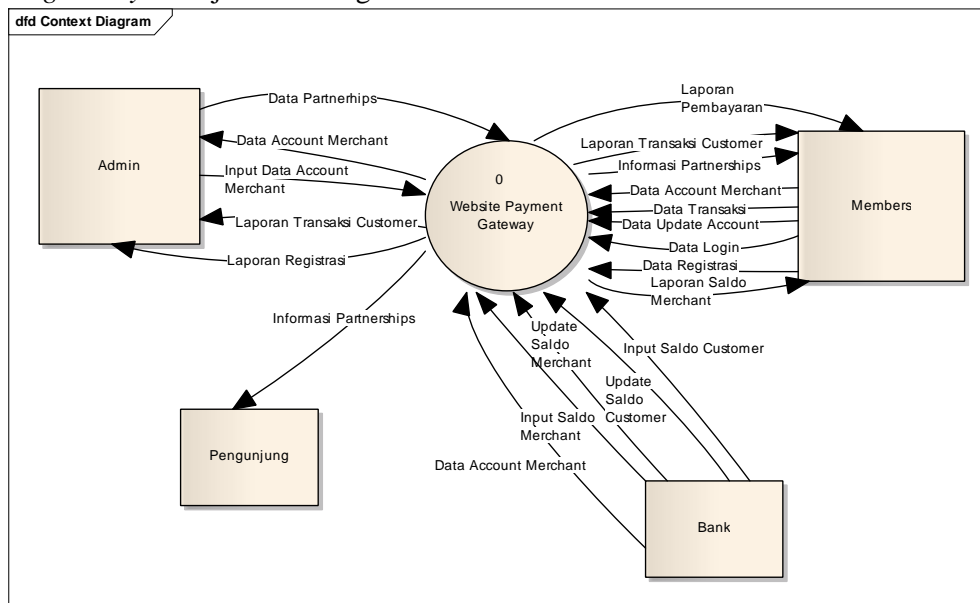 dfd Context Diagram
Admin
Data Partnerhips
Data Account Merchant
Input Data Account
Merchant
Laporan Transaksi Customer
Laporan Registrasi
0
Website Payment
Gateway
Laporan
Pembayaran
Laporan Transaksi Customer
Informasi Partnerships
Data Account Merchant
Data Transaksi
Data Update Account
Data Login
Data Registrasi
Laporan Saldo
Merchant
Members
Informasi Partnerships
Pengunjung
Update
Saldo
Merchant
Input Saldo Customer
Update
Saldo
Customer
Input Saldo
Merchant
Data Account Merchant
Bank